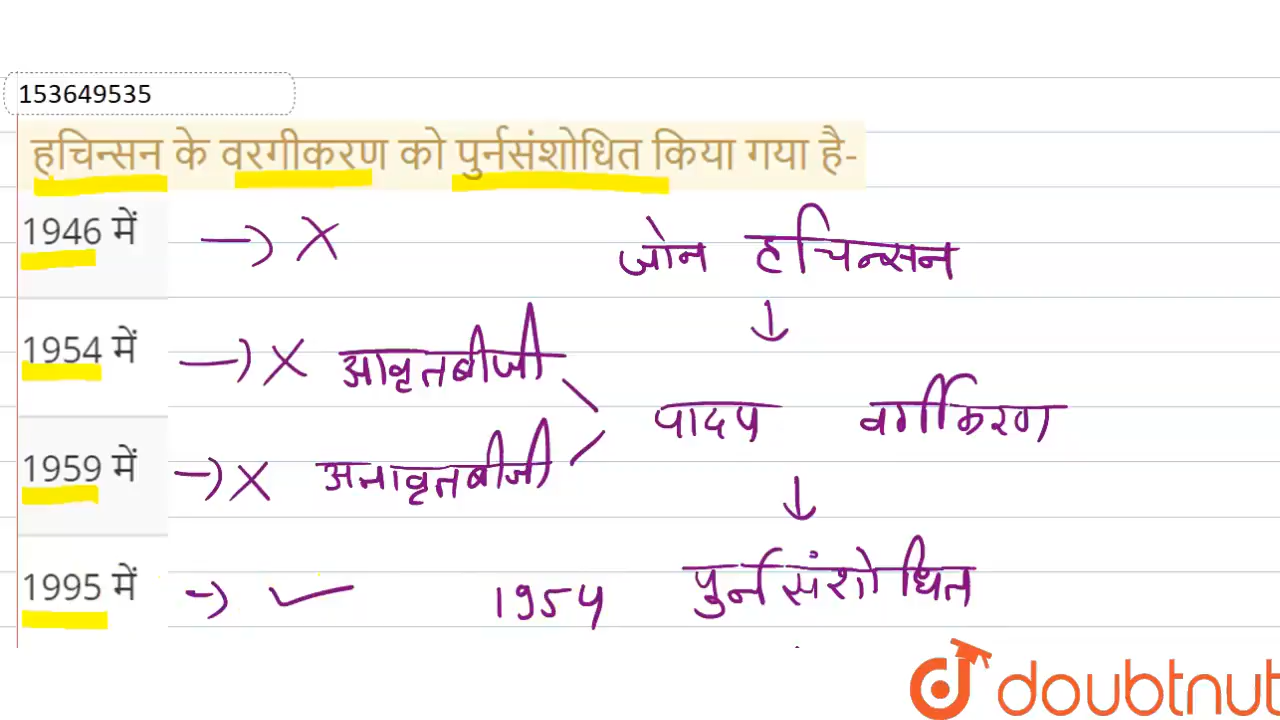 153649535
हचिन्सन के वरगीकरण को पुर्नसंशोधित किया गया है-
1946 में → X
जोन हचिन्सन
↓
1954 में → X आवृतबीजी
पादप वर्गीकरण
1959 में → X अनावृतबीजी
↓
1995 में → ✓ 1954 पुर्नसंशोधित
doubtnut